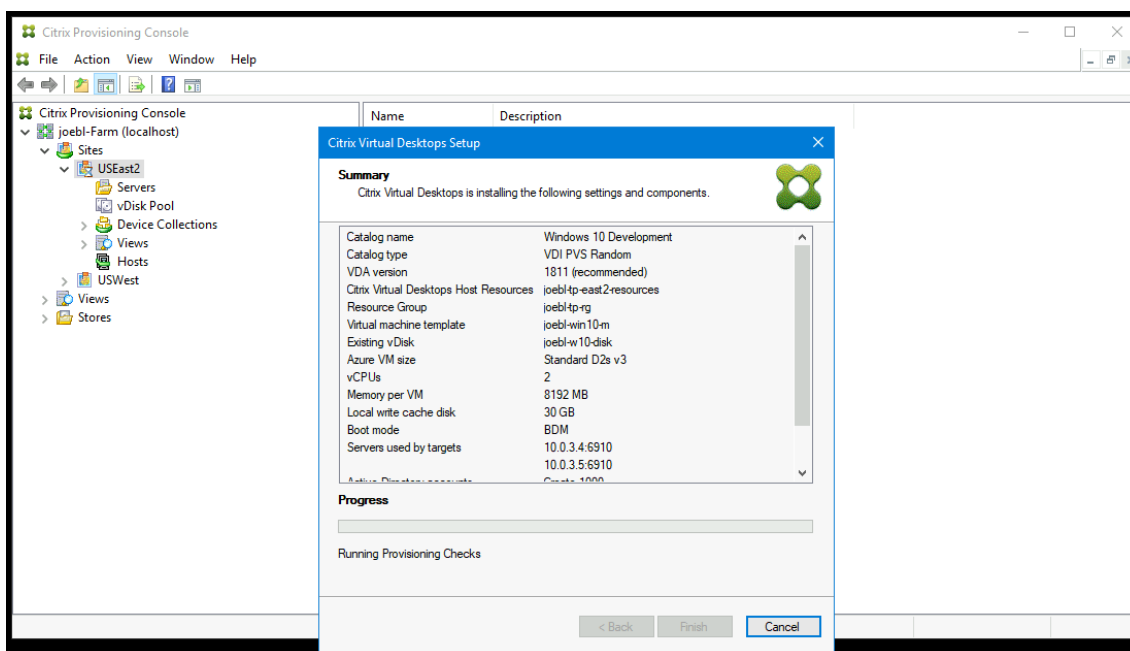 Citrix Provisioning Console
File Action View Window Help
Citrix Provisioning Console
joebl-Farm (localhost)
Sites
USEast2
Servers
vDisk Pool
Device Collections
Views
Hosts
USWest
Views
Stores
Name Description
Citrix Virtual Desktops Setup
Summary
Citrix Virtual Desktops is installing the following settings and components.
Catalog name Windows 10 Development
Catalog type VDI PVS Random
VDA version 1811 (recommended)
Citrix Virtual Desktops Host Resources joebl-tp-east2-resources
Resource Group joebl-tp-rg
Virtual machine template joebl-win10-m
Existing vDisk joebl-w10-disk
Azure VM size Standard D2s v3
vCPUs 2
Memory per VM 8192 MB
Local write cache disk 30 GB
Boot mode BDM
Servers used by targets 10.0.3.4:6910
10.0.3.5:6910
Active Directory accounts Create 1000
Progress
Running Provisioning Checks
< Back Finish Cancel